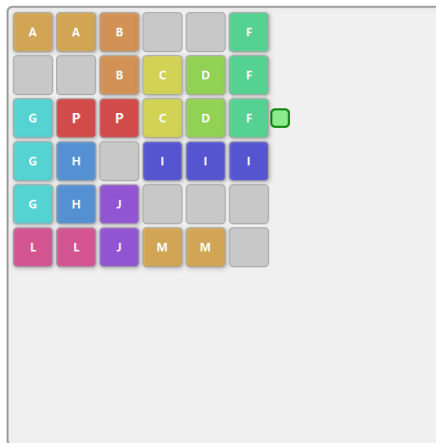 A A B F
B C D F
G P P C D F
G H I I I
G H J
L L J M M